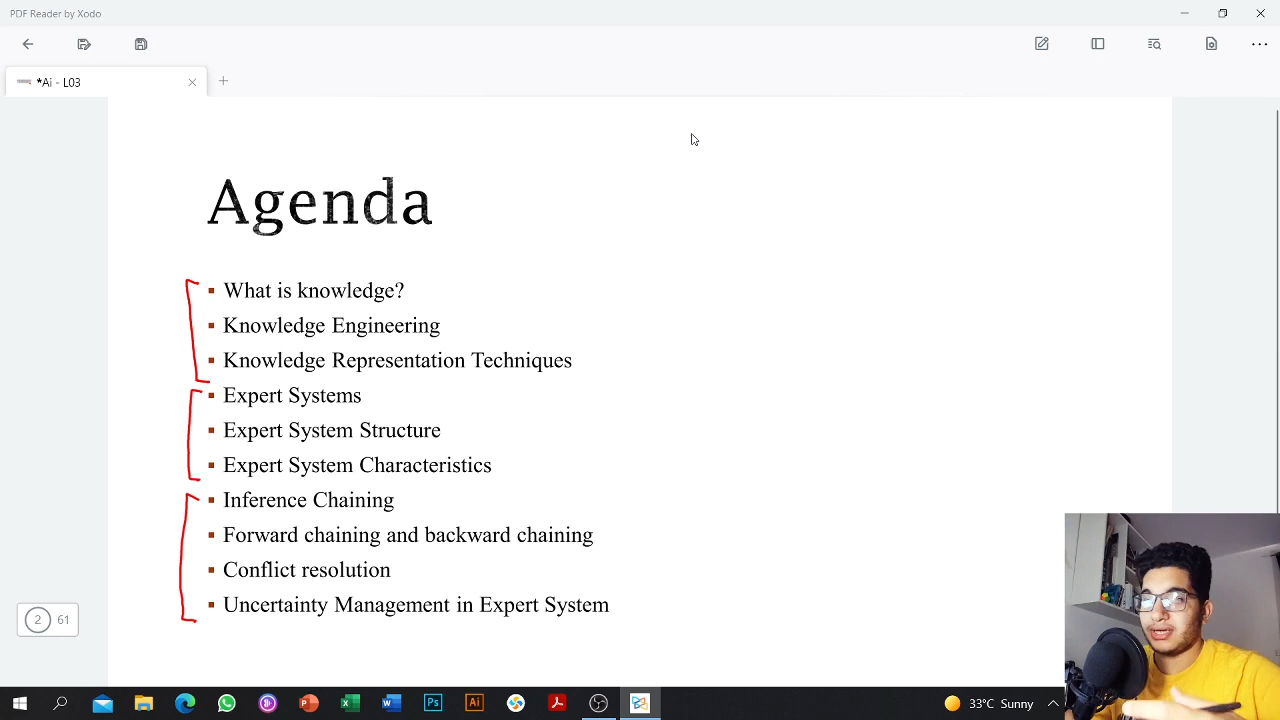 PDF Reader by Xodo
*Ai - L03
Agenda
What is knowledge?
Knowledge Engineering
Knowledge Representation Techniques
Expert Systems
Expert System Structure
Expert System Characteristics
Inference Chaining
Forward chaining and backward chaining
Conflict resolution
Uncertainty Management in Expert System
2 61
33°C Sunny